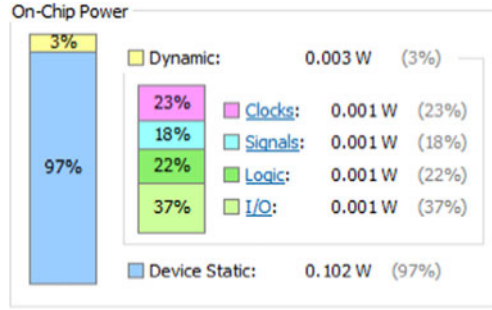 On-Chip Power
3%
97%
Dynamic: 0.003 W (3%)
23% Clocks: 0.001 W (23%)
18% Signals: 0.001 W (18%)
22% Logic: 0.001 W (22%)
37% I/O: 0.001 W (37%)
Device Static: 0.102 W (97%)